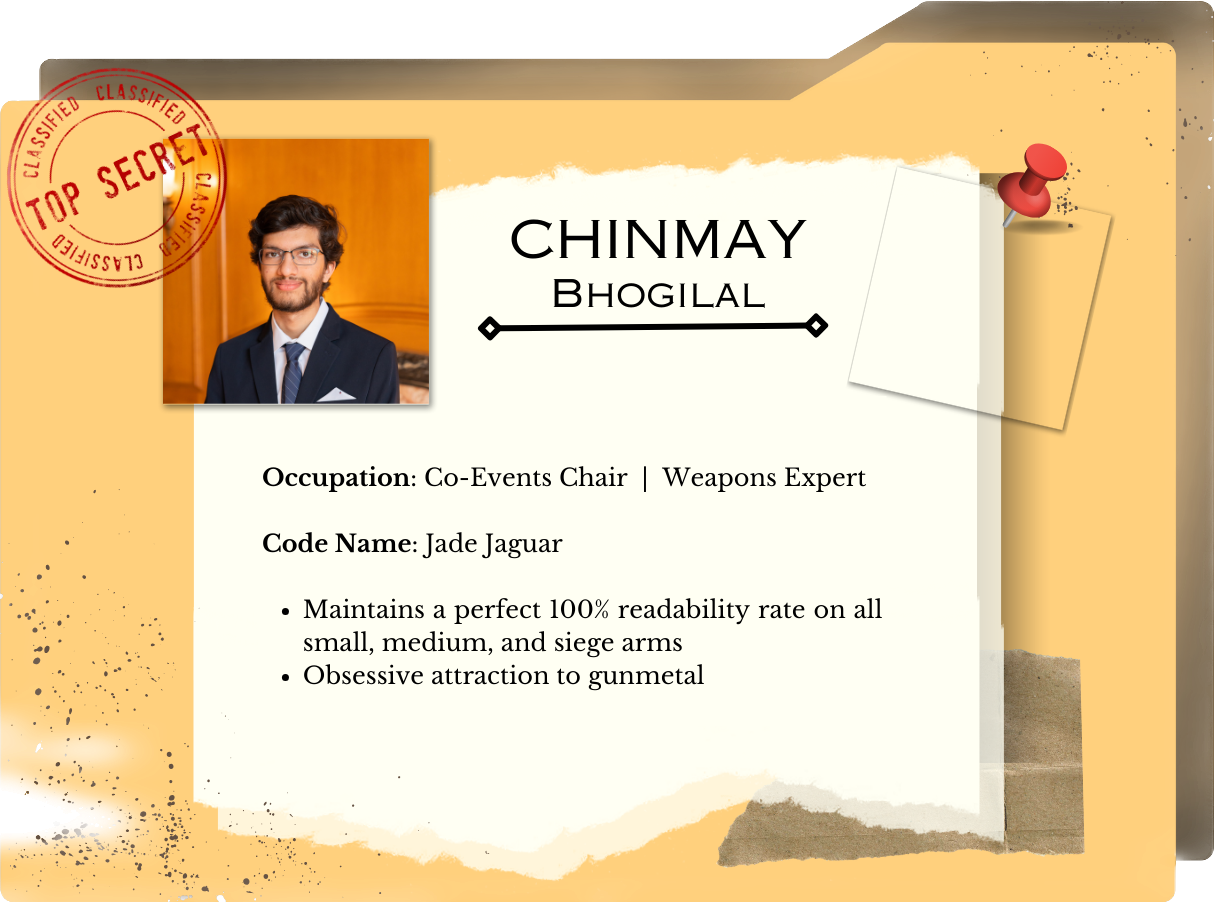 CLASSIFIED CLASSIFIED
TOP SECRET
CLASSIFIED CLASSIFIED
CHINMAY
BHOGILAL
Occupation: Co-Events Chair | Weapons Expert
Code Name: Jade Jaguar
• Maintains a perfect 100% readability rate on all
small, medium, and siege arms
• Obsessive attraction to gunmetal